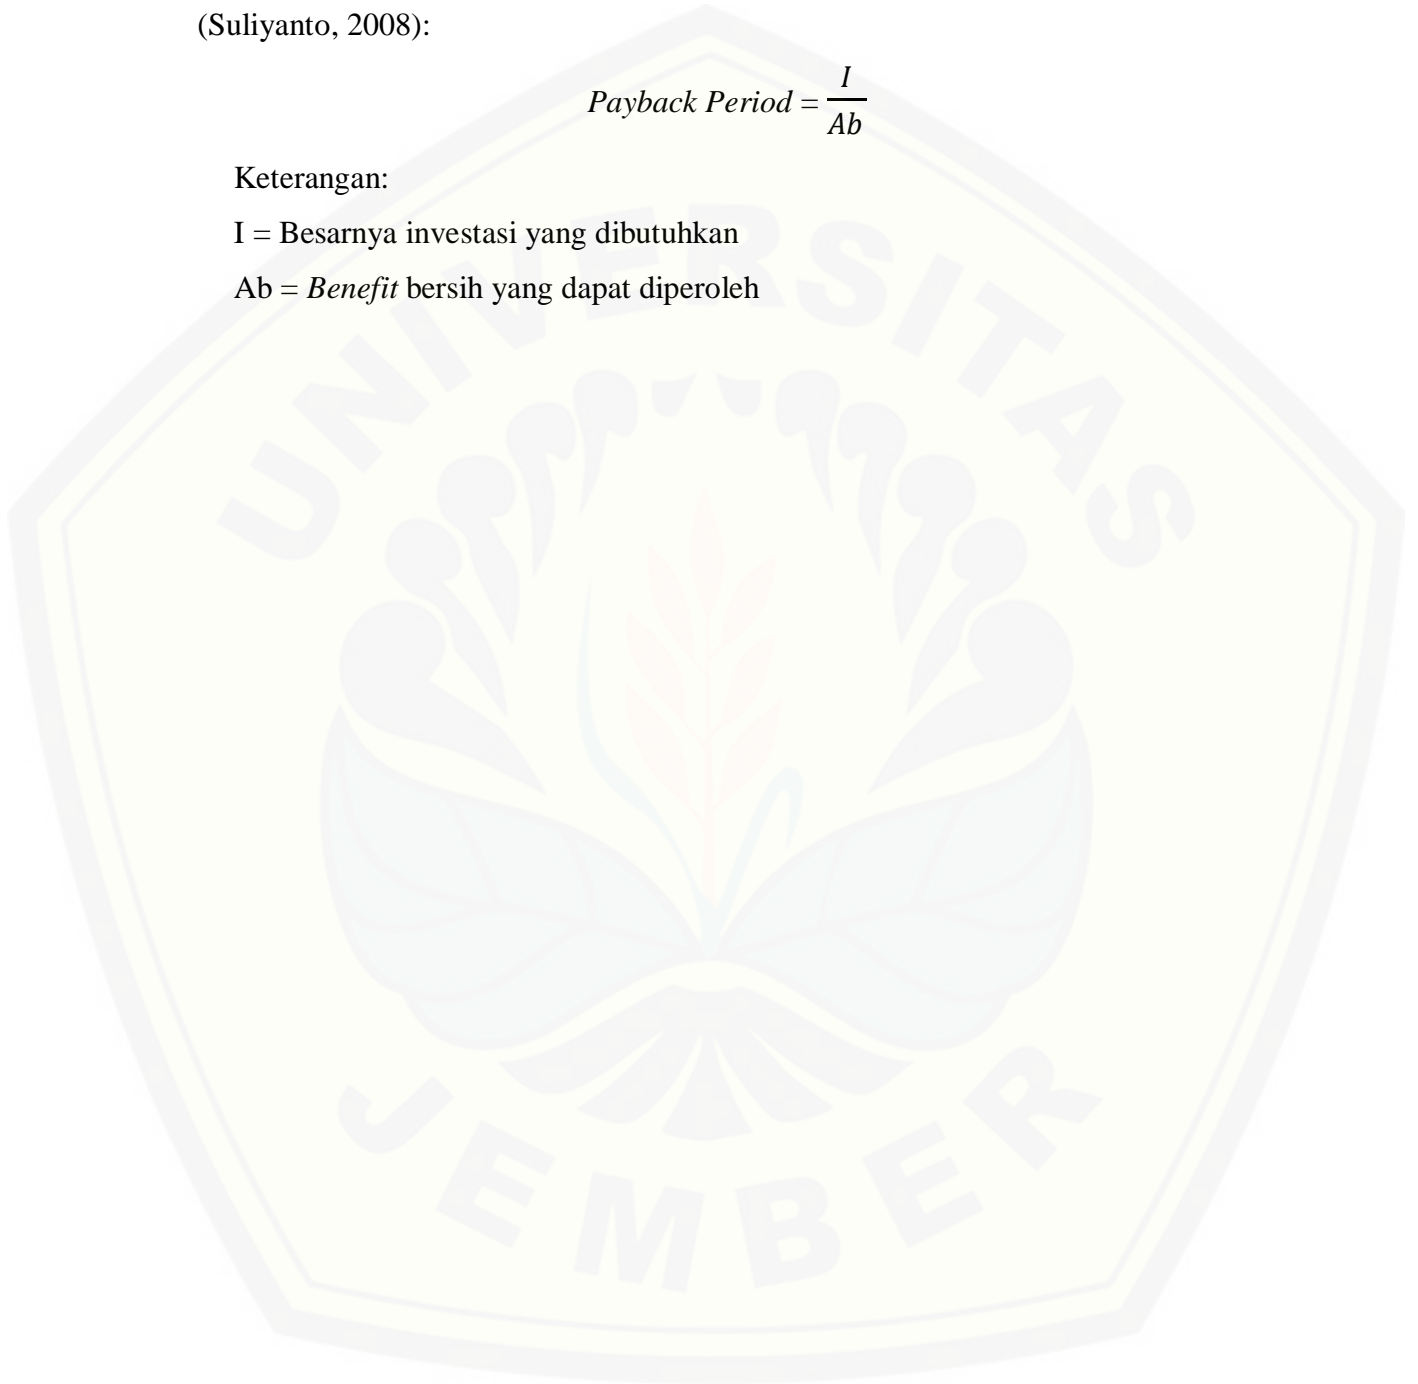 (Suliyanto, 2008):
Payback Period = I / Ab
Keterangan:
I = Besarnya investasi yang dibutuhkan
Ab = Benefit bersih yang dapat diperoleh
UNIVERSITAS
JEMBER